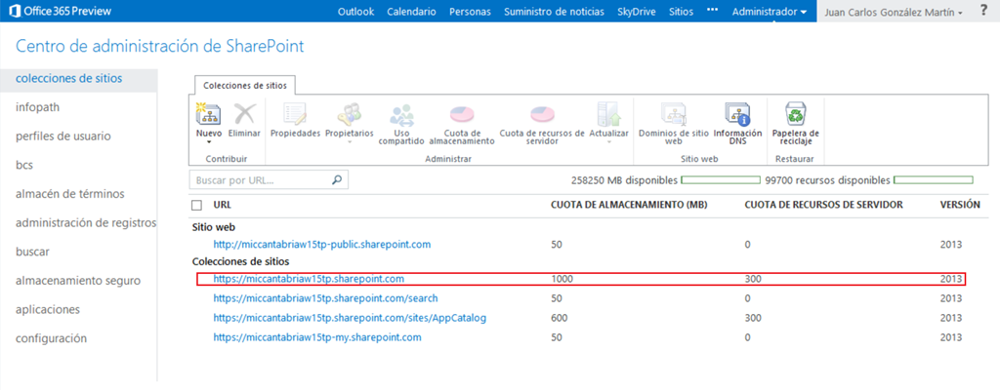 Office 365 Preview Outlook Calendario Personas Suministro de noticias SkyDrive Sitios ··· Administrador Juan Carlos González Martín ?
Centro de administración de SharePoint
colecciones de sitios
infopath
perfiles de usuario
bcs
almacén de términos
administración de registros
buscar
almacenamiento seguro
aplicaciones
configuración
Colecciones de sitios
Nuevo Eliminar Propiedades Propietarios Uso compartido Cuota de almacenamiento Cuota de recursos de servidor Actualizar Dominios de sitio web Información DNS Papelera de reciclaje
Contribuir Administrar Sitio web Restaurar
Buscar por URL... 258250 MB disponibles 99700 recursos disponibles
URL CUOTA DE ALMACENAMIENTO (MB) CUOTA DE RECURSOS DE SERVIDOR VERSIÓN
Sitio web
http://miccantabriaw15tp-public.sharepoint.com 50 0 2013
Colecciones de sitios
https://miccantabriaw15tp.sharepoint.com 1000 300 2013
https://miccantabriaw15tp.sharepoint.com/search 50 0 2013
https://miccantabriaw15tp.sharepoint.com/sites/AppCatalog 600 300 2013
https://miccantabriaw15tp-my.sharepoint.com 50 0 2013